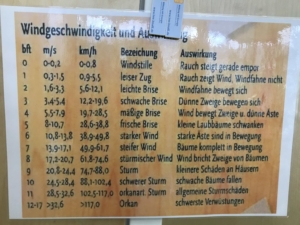 Windgeschwindigkeit und Auswirkung
bft m/s km/h Bezeichnung Auswirkung
0 0-0,2 0-0,8 Windstille Rauch steigt gerade empor
1 0,3-1,5 0,9-5,5 leiser Zug Rauch zeigt Wind, Windfahne nicht
2 1,6-3,3 5,6-12,1 leichte Brise Windfahne bewegt sich
3 3,4-5,4 12,2-19,6 schwache Brise Dünne Zweige bewegen sich
4 5,5-7,9 19,7-28,5 mäßige Brise Wind bewegt Zweige u. dünne Äste
5 8-10,7 28,6-38,8 frische Brise kleine Laubbäume schwanken
6 10,8-13,8 38,9-49,8 starker Wind starke Äste sind in Bewegung
7 13,9-17,1 49,9-61,7 steifer Wind Bäume komplett in Bewegung
8 17,2-20,7 61,8-74,6 stürmischer Wind Wind bricht Zweige von Bäumen
9 20,8-24,4 74,7-88,0 Sturm kleinere Schäden an Häusern
10 24,5-28,4 88,1-102,4 schwerer Sturm schwache Bäume fallen
11 28,5-32,6 102,5-117,0 orkanart. Sturm allgemeine Sturmschäden
12-17 >32,6 >117,0 Orkan schwerste Verwüstungen